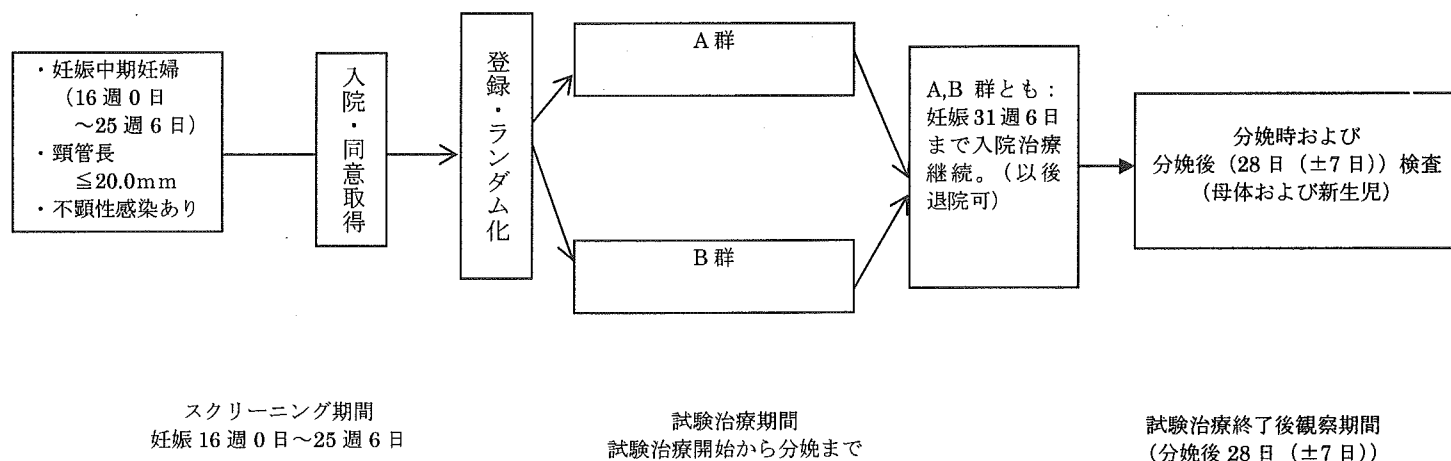 ・妊娠中期妊婦
（16週0日
～25週6日）
・頸管長
≦20.0mm
・不顕性感染あり
入院・同意取得
登録・ランダム化
A群
B群
A,B 群とも：
妊娠31週6日
まで入院治療
継続。（以後
退院可）
分娩時および
分娩後（28日（±7日））検査
（母体および新生児）
スクリーニング期間
妊娠16週0日～25週6日
試験治療期間
試験治療開始から分娩まで
試験治療終了後観察期間
（分娩後28日（±7日））